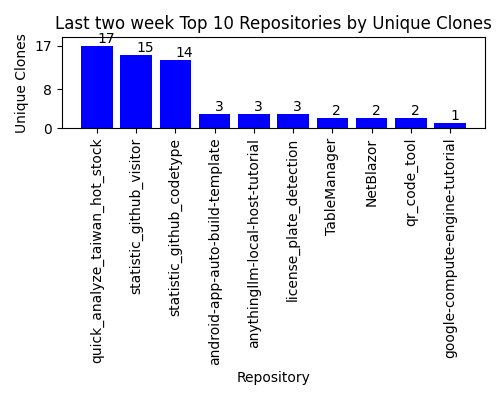 Last two week Top 10 Repositories by Unique Clones
Unique Clones
17
8
0
17
15
14
3
3
3
2
2
2
1
quick_analyze_taiwan_hot_stock
statistic_github_visitor
statistic_github_codetype
android-app-auto-build-template
anythingllm-local-host-tutorial
license_plate_detection
TableManager
NetBlazor
qr_code_tool
google-compute-engine-tutorial
Repository